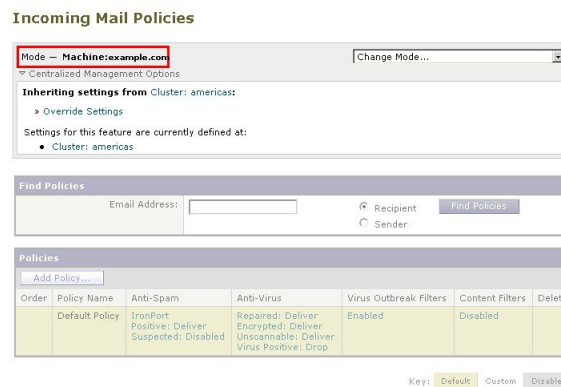 Incoming Mail Policies
Mode — Machine:example.com
Change Mode...
Centralized Management Options
Inheriting settings from Cluster: americas:
» Override Settings
Settings for this feature are currently defined at:
• Cluster: americas
Find Policies
Email Address:
Recipient
Find Policies
Sender
Policies
Add Policy...
Order Policy Name Anti-Spam Anti-Virus Virus Outbreak Filters Content Filters Delet
Default Policy IronPort Repaired: Deliver Enabled Disabled
Positive: Deliver Encrypted: Deliver
Suspected: Disabled Unscannable: Deliver
Virus Positive: Drop
Key: Default Custom Disable